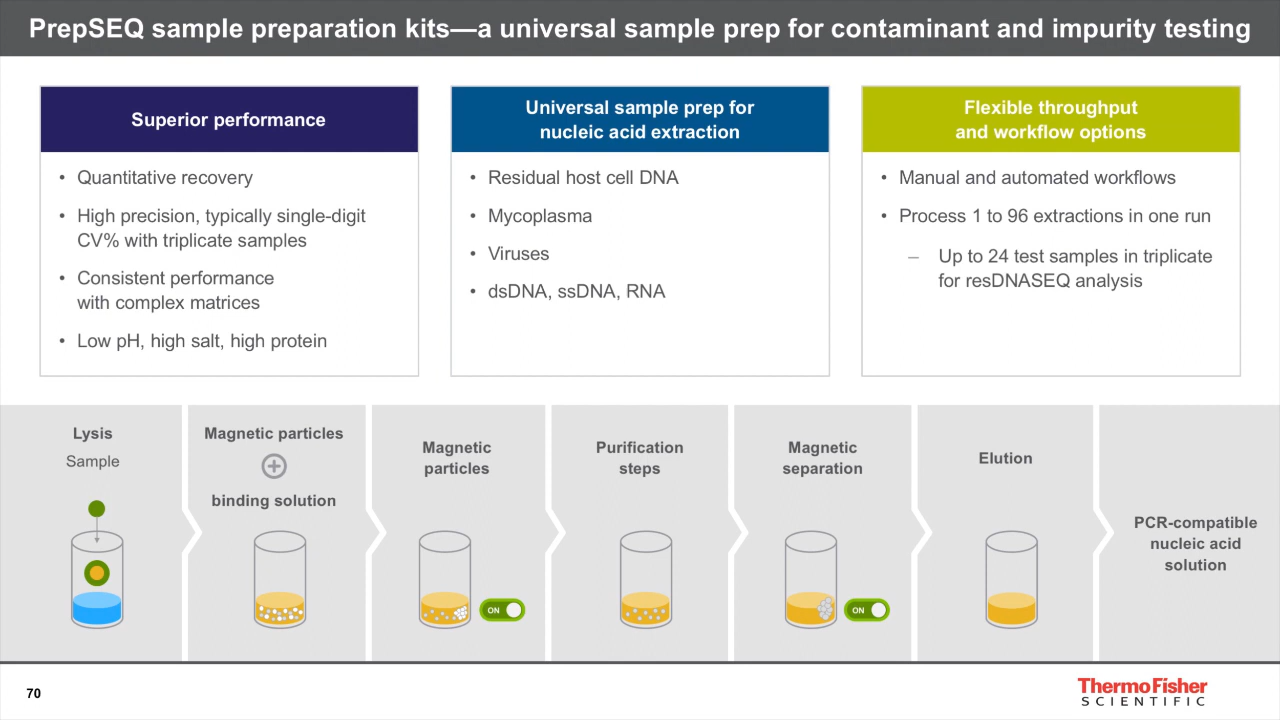 PrepSEQ sample preparation kits—a universal sample prep for contaminant and impurity testing
Superior performance
• Quantitative recovery
• High precision, typically single-digit
CV% with triplicate samples
• Consistent performance
with complex matrices
• Low pH, high salt, high protein
Universal sample prep for
nucleic acid extraction
• Residual host cell DNA
• Mycoplasma
• Viruses
• dsDNA, ssDNA, RNA
Flexible throughput
and workflow options
• Manual and automated workflows
• Process 1 to 96 extractions in one run
– Up to 24 test samples in triplicate
for resDNASEQ analysis
Lysis
Sample
Magnetic particles
+
binding solution
Magnetic
particles
ON
Purification
steps
Magnetic
separation
ON
Elution
PCR-compatible
nucleic acid
solution
70
ThermoFisher
SCIENTIFIC